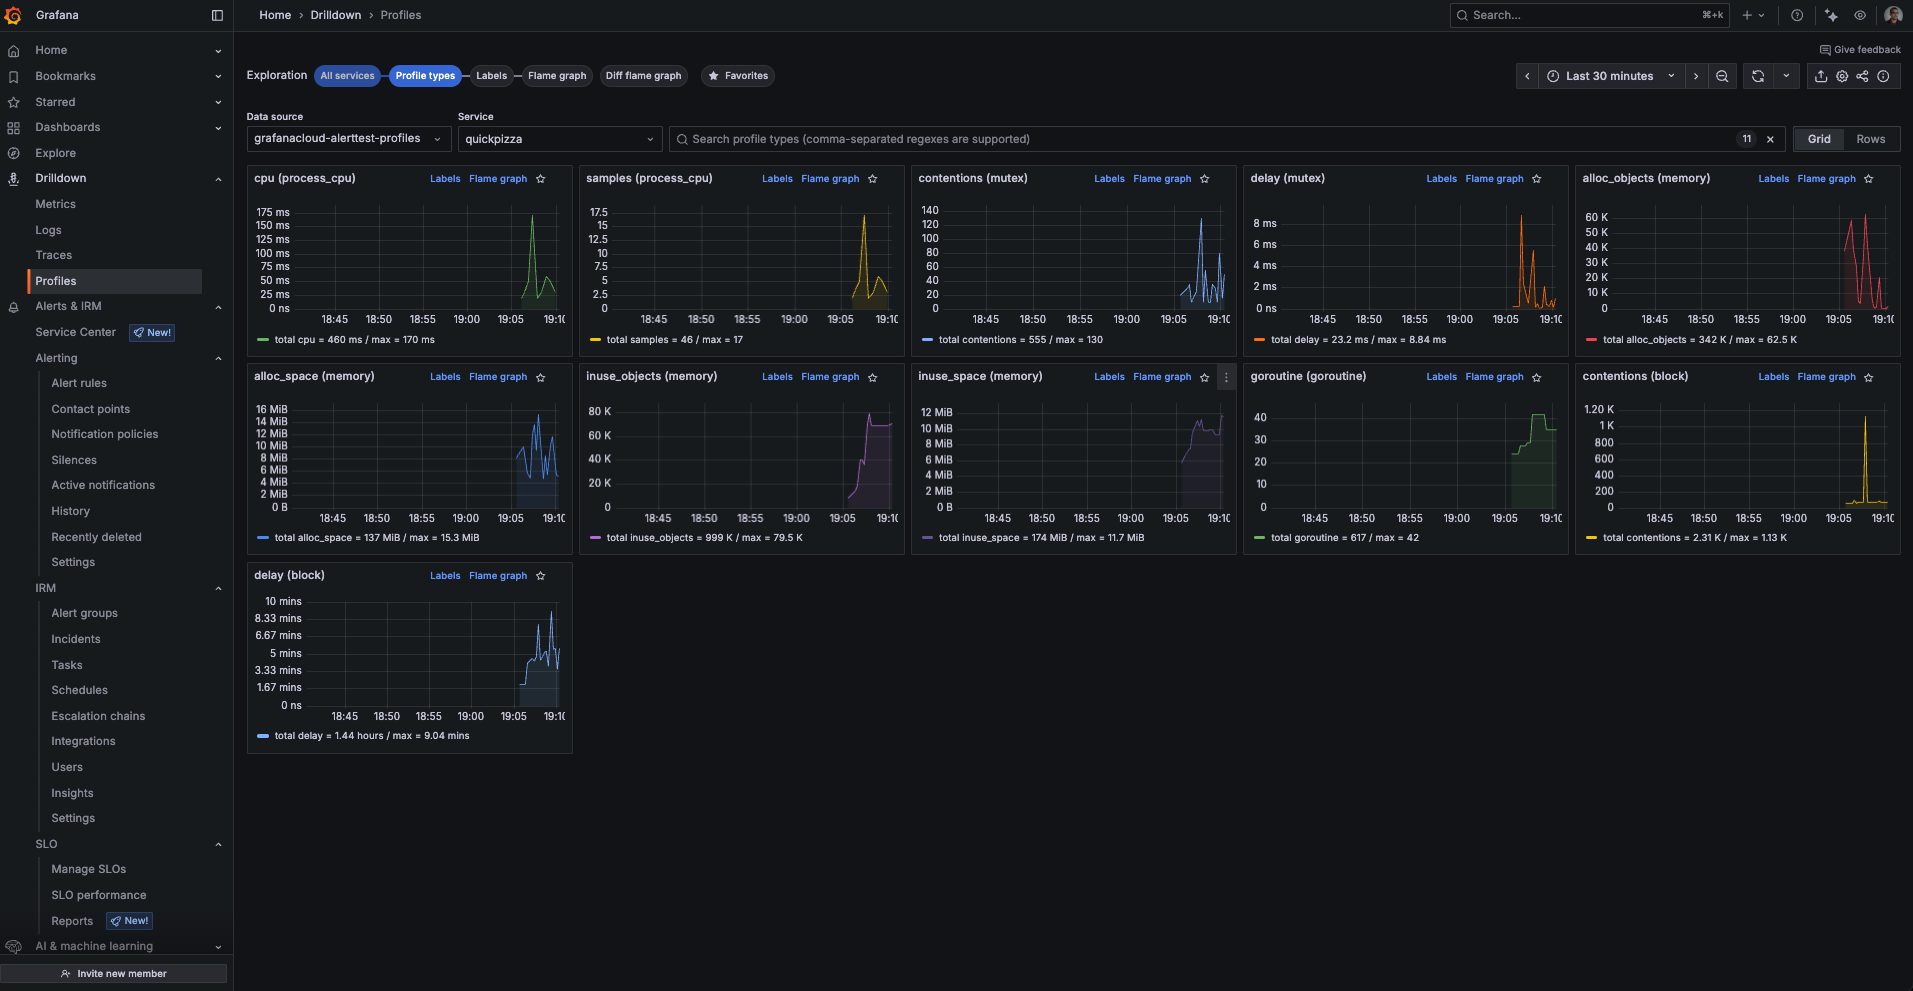 Grafana
Home › Drilldown › Profiles
Search...
⌘+k
Home
Bookmarks
Starred
Dashboards
Explore
Drilldown
Metrics
Logs
Traces
Profiles
Alerts & IRM
Service Center New!
Alerting
Alert rules
Contact points
Notification policies
Silences
Active notifications
History
Recently deleted
Settings
IRM
Alert groups
Incidents
Tasks
Schedules
Escalation chains
Integrations
Users
Insights
Settings
SLO
Manage SLOs
SLO performance
Reports New!
AI & machine learning
Invite new member
Give feedback
Exploration All services Profile types Labels Flame graph Diff flame graph Favorites
Last 30 minutes
Data source
grafanacloud-alerttest-profiles
Service
quickpizza
Search profile types (comma-separated regexes are supported)
11
Grid Rows
cpu (process_cpu) Labels Flame graph
175 ms
150 ms
125 ms
100 ms
75 ms
50 ms
25 ms
0 ns
18:45 18:50 18:55 19:00 19:05 19:10
total cpu = 460 ms / max = 170 ms
samples (process_cpu) Labels Flame graph
17.5
15
12.5
10
7.5
5
2.5
0
18:45 18:50 18:55 19:00 19:05 19:10
total samples = 46 / max = 17
contentions (mutex) Labels Flame graph
140
120
100
80
60
40
20
0
18:45 18:50 18:55 19:00 19:05 19:10
total contentions = 555 / max = 130
delay (mutex) Labels Flame graph
8 ms
6 ms
4 ms
2 ms
0 ns
18:45 18:50 18:55 19:00 19:05 19:10
total delay = 23.2 ms / max = 8.84 ms
alloc_objects (memory) Labels Flame graph
60 K
50 K
40 K
30 K
20 K
10 K
0
18:45 18:50 18:55 19:00 19:05 19:10
total alloc_objects = 342 K / max = 62.5 K
alloc_space (memory) Labels Flame graph
16 MiB
14 MiB
12 MiB
10 MiB
8 MiB
6 MiB
4 MiB
2 MiB
0 B
18:45 18:50 18:55 19:00 19:05 19:10
total alloc_space = 137 MiB / max = 15.3 MiB
inuse_objects (memory) Labels Flame graph
80 K
60 K
40 K
20 K
0
18:45 18:50 18:55 19:00 19:05 19:10
total inuse_objects = 999 K / max = 79.5 K
inuse_space (memory) Labels Flame graph
12 MiB
10 MiB
8 MiB
6 MiB
4 MiB
2 MiB
0 B
18:45 18:50 18:55 19:00 19:05 19:10
total inuse_space = 174 MiB / max = 11.7 MiB
goroutine (goroutine) Labels Flame graph
40
30
20
10
0
18:45 18:50 18:55 19:00 19:05 19:10
total goroutine = 617 / max = 42
contentions (block) Labels Flame graph
1.20 K
1 K
800
600
400
200
0
18:45 18:50 18:55 19:00 19:05 19:10
total contentions = 2.31 K / max = 1.13 K
delay (block) Labels Flame graph
10 mins
8.33 mins
6.67 mins
5 mins
3.33 mins
1.67 mins
0 ns
18:45 18:50 18:55 19:00 19:05 19:10
total delay = 1.44 hours / max = 9.04 mins